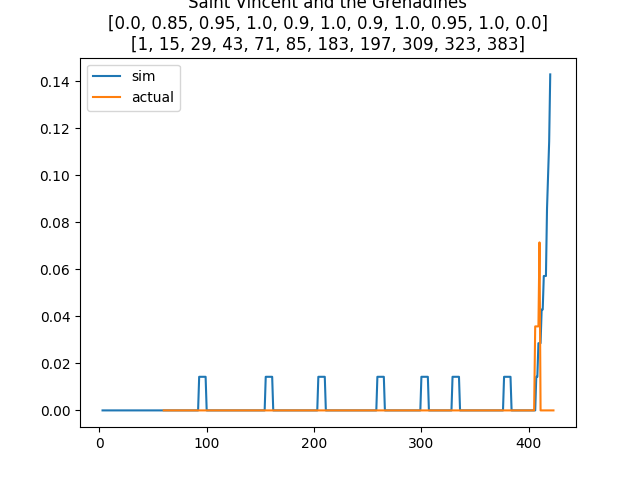 Saint Vincent and the Grenadines
[0.0, 0.85, 0.95, 1.0, 0.9, 1.0, 0.9, 1.0, 0.95, 1.0, 0.0]
[1, 15, 29, 43, 71, 85, 183, 197, 309, 323, 383]
sim
actual
0.14
0.12
0.10
0.08
0.06
0.04
0.02
0.00
0 100 200 300 400